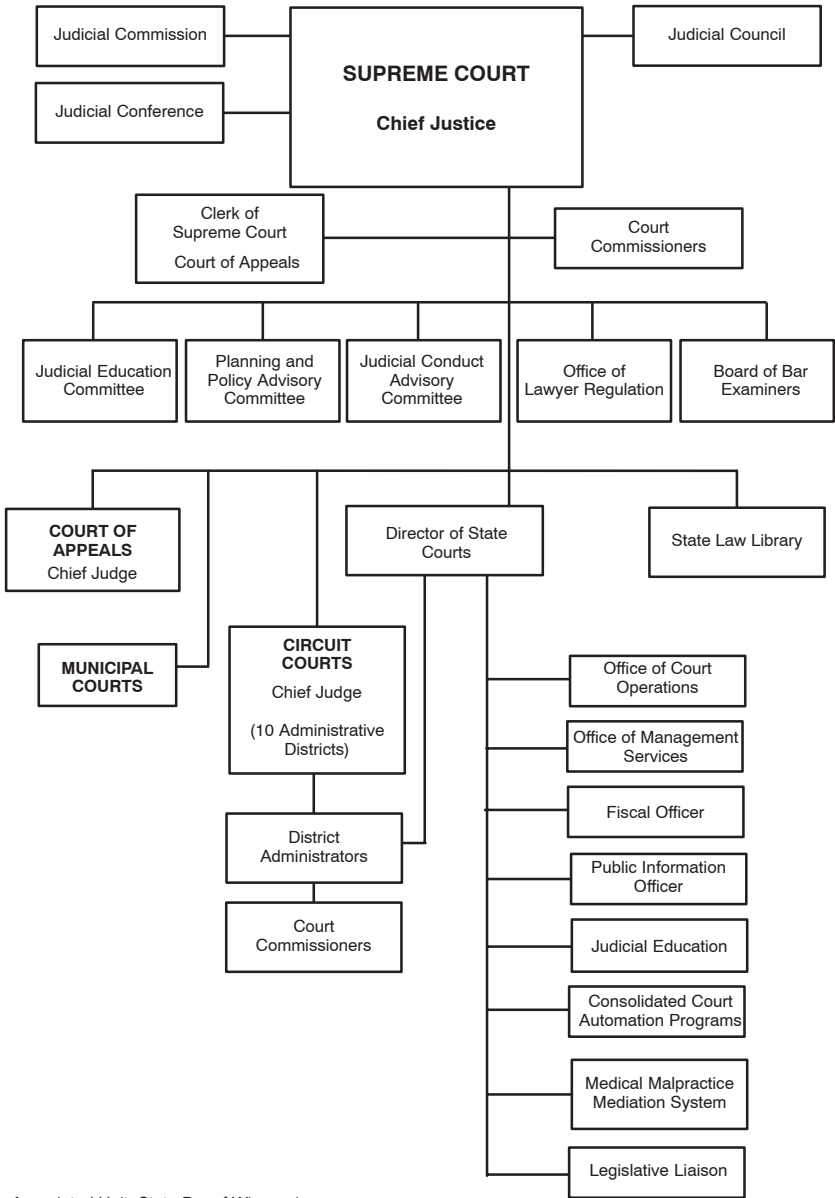 Judicial Commission
Judicial Council
SUPREME COURT
Chief Justice
Judicial Conference
Clerk of
Supreme Court
Court of Appeals
Court
Commissioners
Judicial Education
Committee
Planning and
Policy Advisory
Committee
Judicial Conduct
Advisory
Committee
Office of
Lawyer Regulation
Board of Bar
Examiners
COURT OF
APPEALS
Chief Judge
Director of State
Courts
State Law Library
MUNICIPAL
COURTS
CIRCUIT
COURTS
Chief Judge
(10 Administrative
Districts)
District
Administrators
Court
Commissioners
Office of Court
Operations
Office of Management
Services
Fiscal Officer
Public Information
Officer
Judicial Education
Consolidated Court
Automation Programs
Medical Malpractice
Mediation System
Legislative Liaison